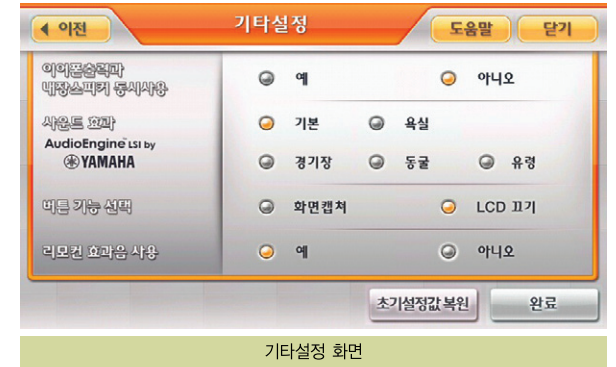 이전
기타설정
도움말
닫기
이어폰출력과
내장스피커 동시사용
예
아니오
사운드 효과
AudioEngine™ LSI by
YAMAHA
기본
욕실
경기장
동굴
유령
버튼 기능 선택
화면캡쳐
LCD 끄기
리모컨 효과음 사용
예
아니오
초기설정값복원
완료
기타설정 화면